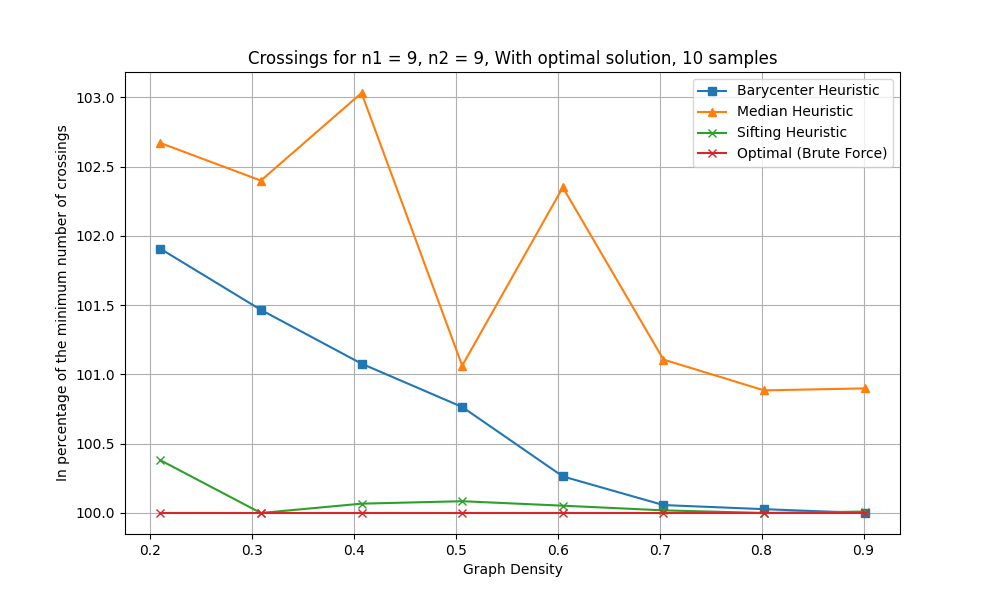 Crossings for n1 = 9, n2 = 9, With optimal solution, 10 samples
Barycenter Heuristic
Median Heuristic
Sifting Heuristic
Optimal (Brute Force)
In percentage of the minimum number of crossings
103.0
102.5
102.0
101.5
101.0
100.5
100.0
0.2 0.3 0.4 0.5 0.6 0.7 0.8 0.9
Graph Density